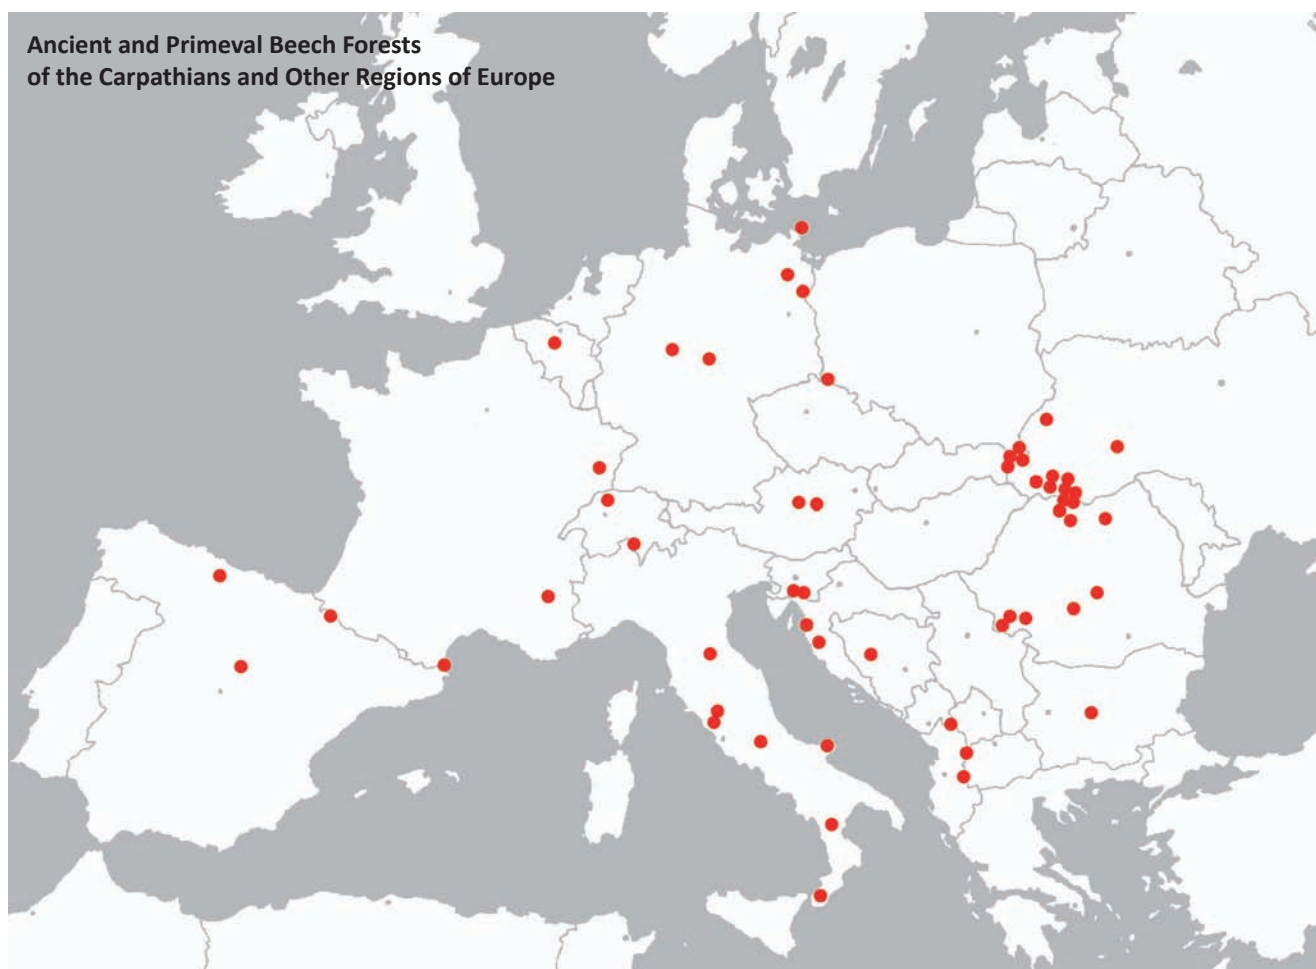 Ancient and Primeval Beech Forests
of the Carpathians and Other Regions of Europe